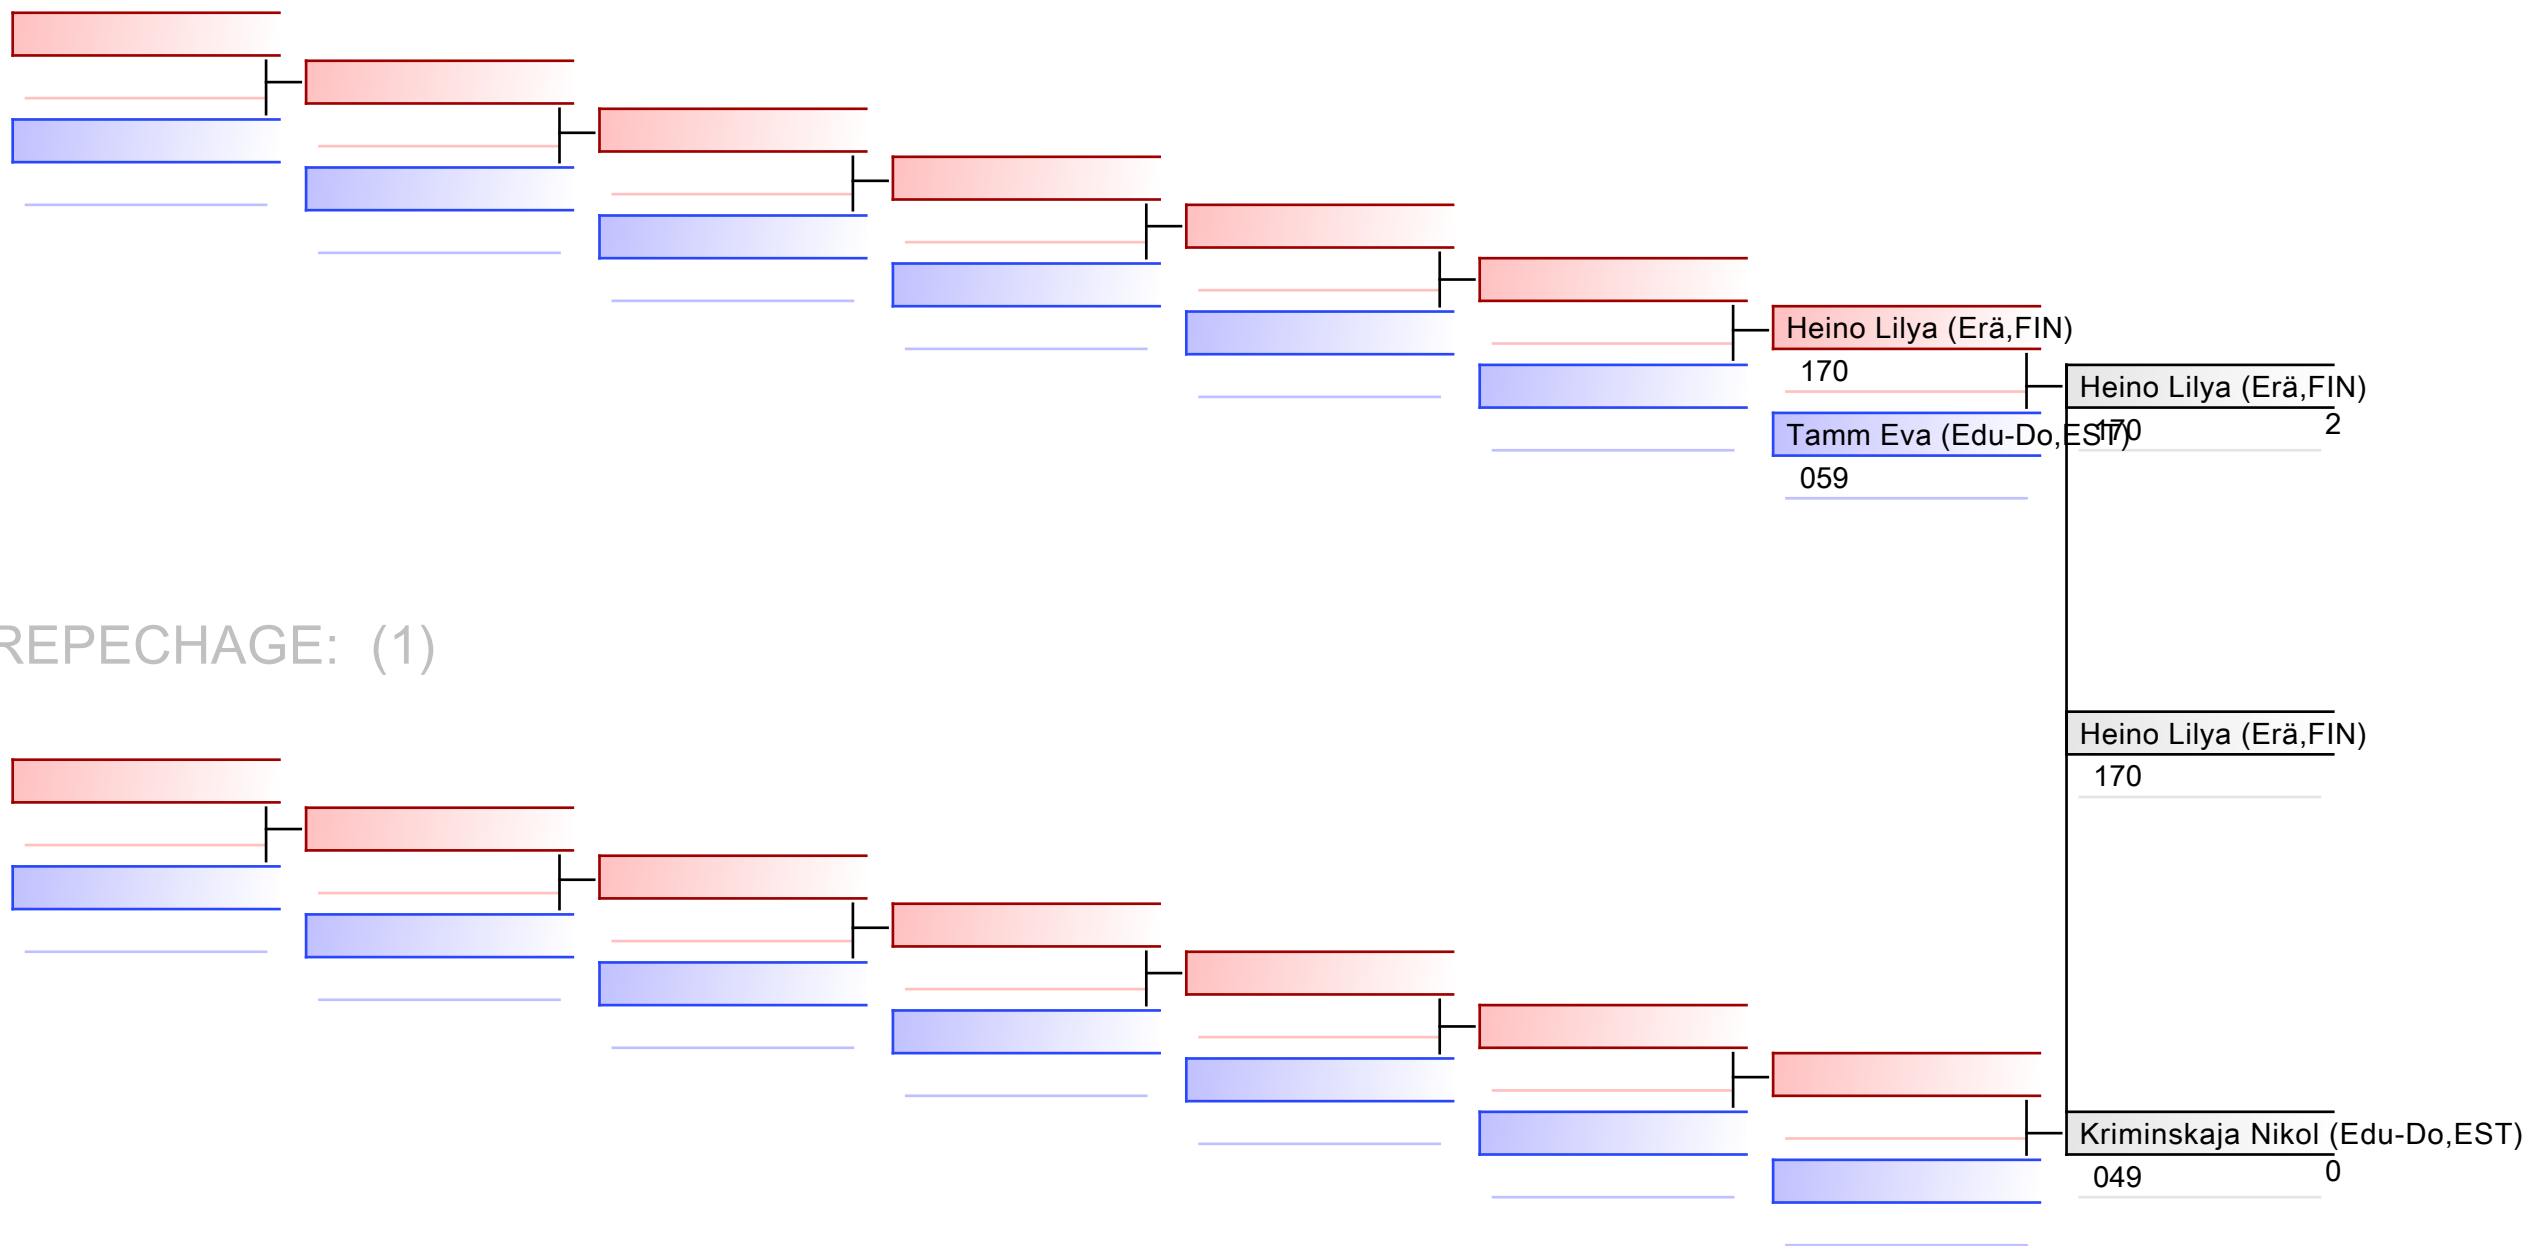 Heino Lilya (Erä,FIN)
170
Tamm Eva (Edu-Do,EST)
059
Heino Lilya (Erä,FIN)
170
2
REPECHAGE: (1)
Heino Lilya (Erä,FIN)
170
Kriminskaja Nikol (Edu-Do,EST)
049
0